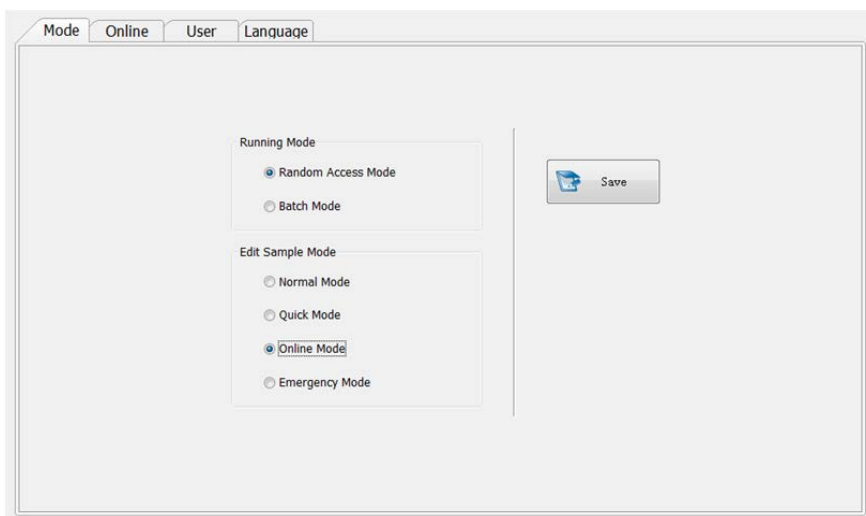 Mode Online User Language
Running Mode
Random Access Mode
Save
Batch Mode
Edit Sample Mode
Normal Mode
Quick Mode
Online Mode
Emergency Mode